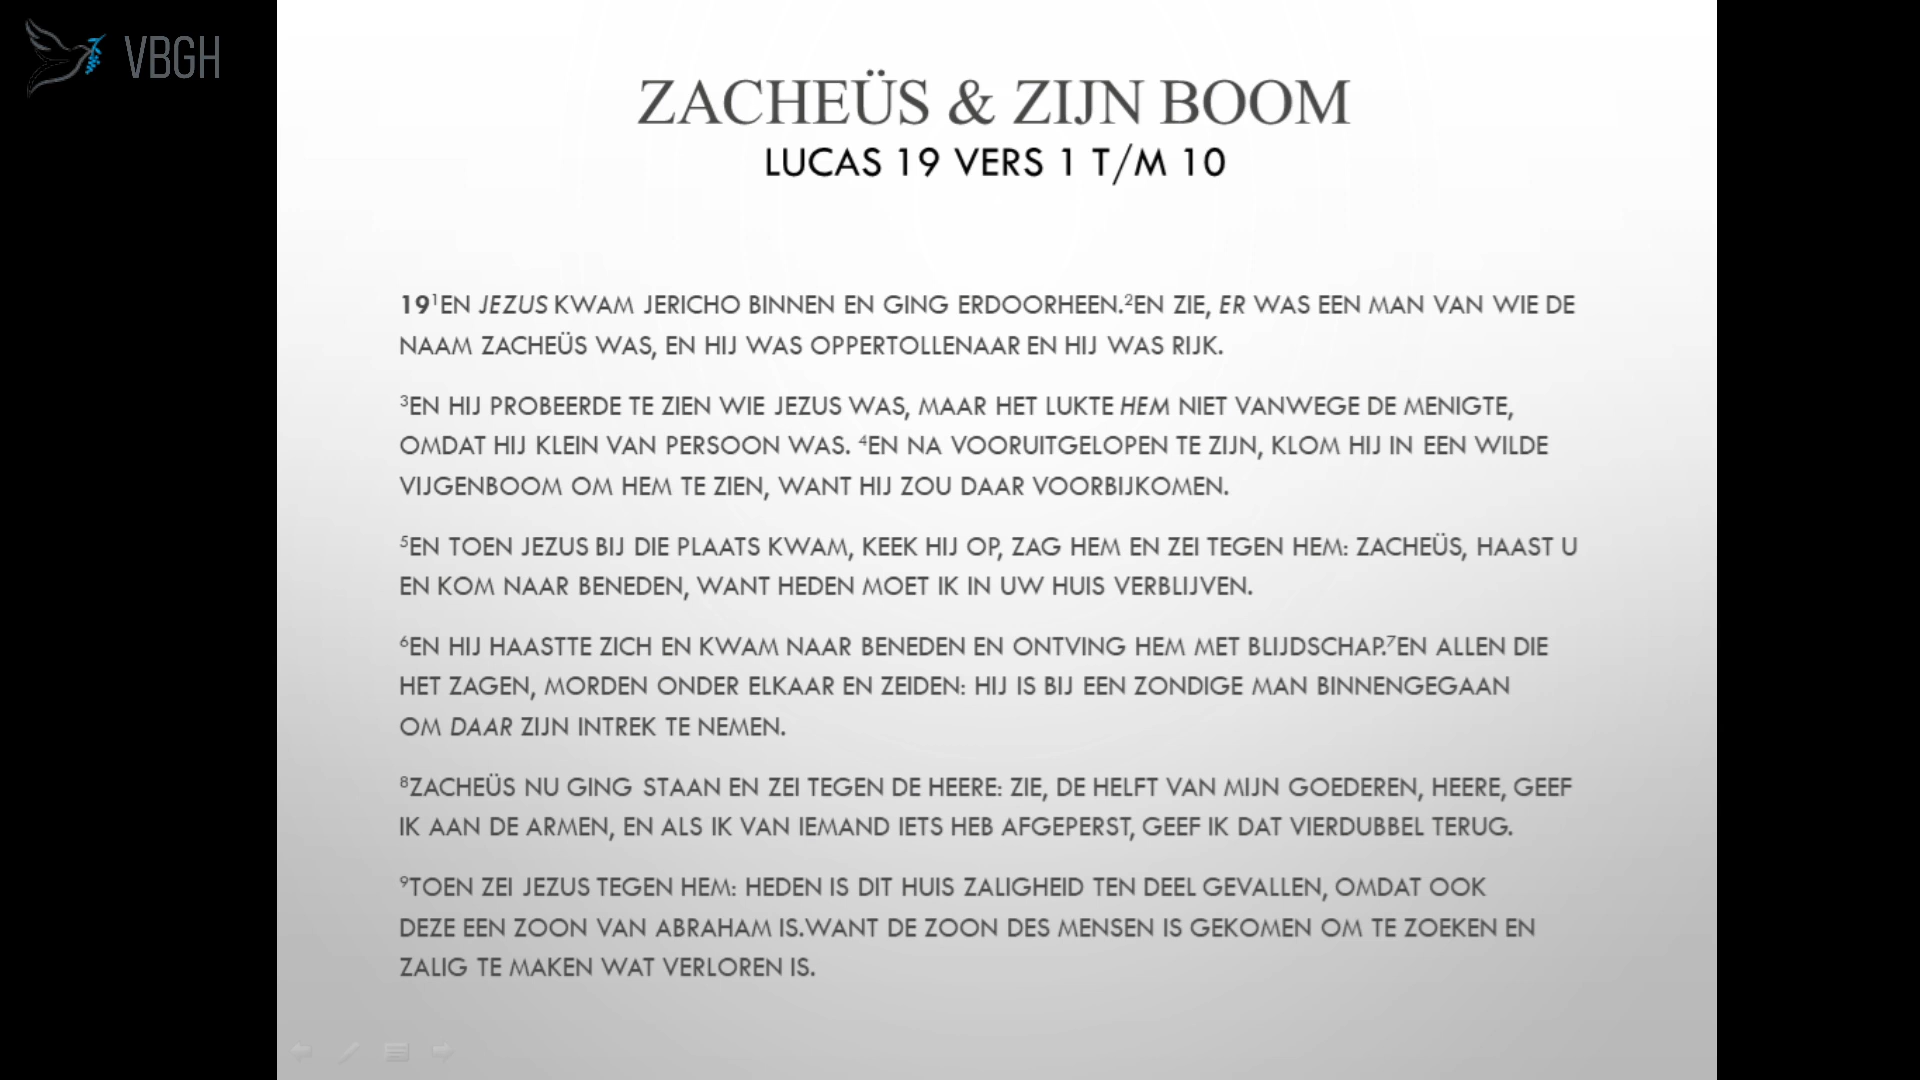 VBGH
ZACHEÜS & ZIJN BOOM
LUCAS 19 VERS 1 T/M 10
19¹EN JEZUS KWAM JERICHO BINNEN EN GING ERDOORHEEN.²EN ZIE, ER WAS EEN MAN VAN WIE DE
NAAM ZACHEÜS WAS, EN HIJ WAS OPPERTOLLENAAR EN HIJ WAS RIJK.
³EN HIJ PROBEERDE TE ZIEN WIE JEZUS WAS, MAAR HET LUKTE HEM NIET VANWEGE DE MENIGTE,
OMDAT HIJ KLEIN VAN PERSOON WAS. ⁴EN NA VOORUITGELOPEN TE ZIJN, KLOM HIJ IN EEN WILDE
VIJGENBOOM OM HEM TE ZIEN, WANT HIJ ZOU DAAR VOORBIJKOMEN.
⁵EN TOEN JEZUS BIJ DIE PLAATS KWAM, KEEK HIJ OP, ZAG HEM EN ZEI TEGEN HEM: ZACHEÜS, HAAST U
EN KOM NAAR BENEDEN, WANT HEDEN MOET IK IN UW HUIS VERBLIJVEN.
⁶EN HIJ HAASTTE ZICH EN KWAM NAAR BENEDEN EN ONTVING HEM MET BLIJDSCHAP.⁷EN ALLEN DIE
HET ZAGEN, MORDEN ONDER ELKAAR EN ZEIDEN: HIJ IS BIJ EEN ZONDIGE MAN BINNENGEGAAN
OM DAAR ZIJN INTREK TE NEMEN.
⁸ZACHEÜS NU GING STAAN EN ZEI TEGEN DE HEERE: ZIE, DE HELFT VAN MIJN GOEDEREN, HEERE, GEEF
IK AAN DE ARMEN, EN ALS IK VAN IEMAND IETS HEB AFGEPERST, GEEF IK DAT VIERDUBBEL TERUG.
⁹TOEN ZEI JEZUS TEGEN HEM: HEDEN IS DIT HUIS ZALIGHEID TEN DEEL GEVALLEN, OMDAT OOK
DEZE EEN ZOON VAN ABRAHAM IS.WANT DE ZOON DES MENSEN IS GEKOMEN OM TE ZOEKEN EN
ZALIG TE MAKEN WAT VERLOREN IS.